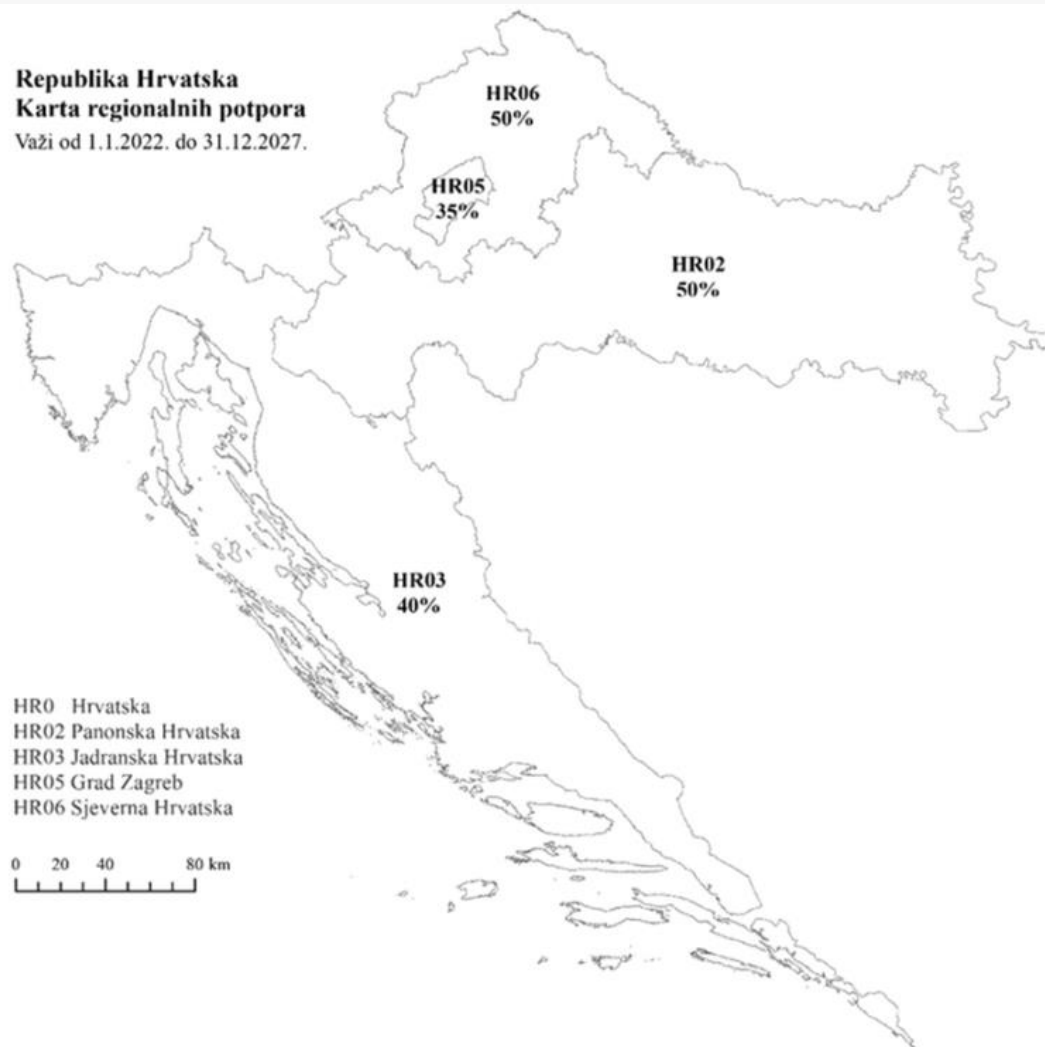 Republika Hrvatska
Karta regionalnih potpora
Važi od 1.1.2022. do 31.12.2027.
HR06
50%
HR05
35%
HR02
50%
HR03
40%
HR0 Hrvatska
HR02 Panonska Hrvatska
HR03 Jadranska Hrvatska
HR05 Grad Zagreb
HR06 Sjeverna Hrvatska
0 20 40 80 km